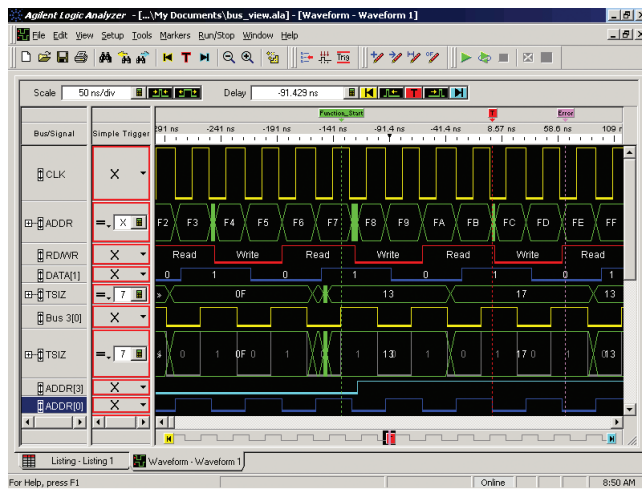 Agilent Logic Analyzer - [...\My Documents\bus_view.ala] - [Waveform - Waveform 1]
File Edit View Setup Tools Markers Run/Stop Window Help
Trig
Scale 50 ns/div Delay -91.429 ns T
Function_Start T Error
Bus/Signal Simple Trigger 291 ns -241 ns -191 ns -141 ns -91.4 ns -41.4 ns 8.57 ns 58.6 ns 109 r
CLK X
ADDR = X F2 F3 F4 F5 F6 F7 F8 F9 FA FB FC FD FE FF
RD/WR X Read Write Read Write Read Write Read
DATA[1] X 0 1 0 1 0 1 0 1
TSIZ = 7 » 0F 13 17 13
Bus 3[0] X
TSIZ = 7 0 1 0F 0 1 1 13 0 1 17 0 1 013
ADDR[3] X
ADDR[0] X
Listing - Listing 1 Waveform - Waveform 1
For Help, press F1 Online 8:50 AM